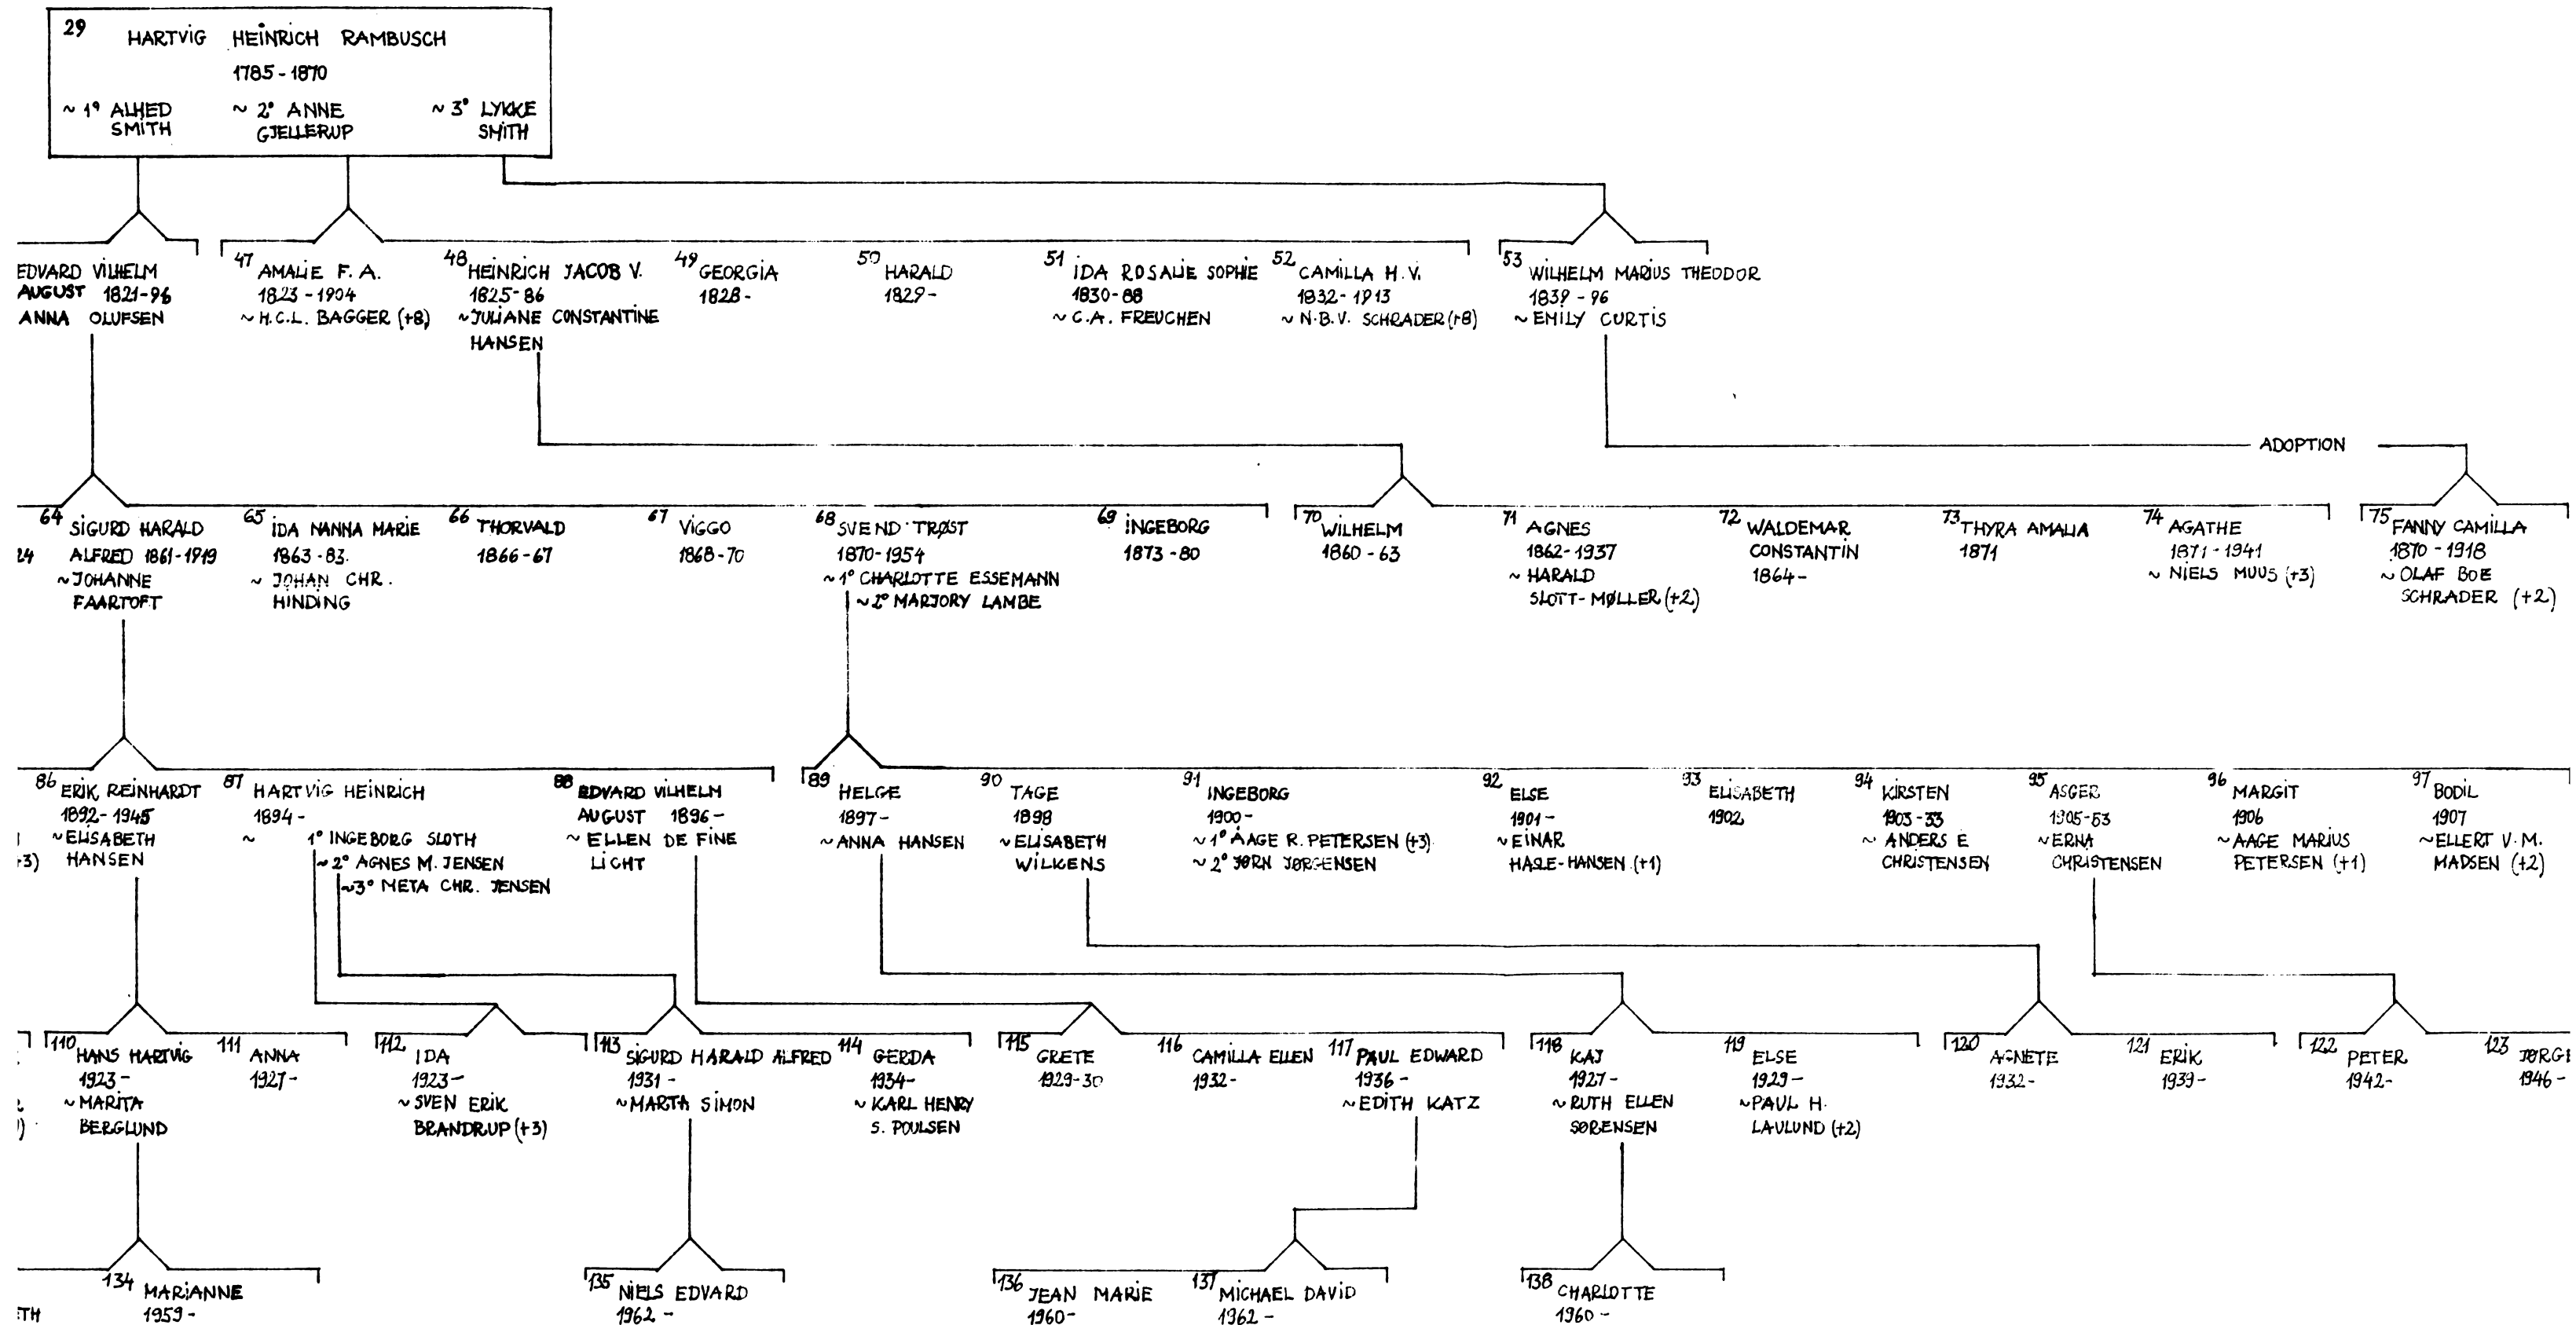 29
HARTVIG HEINRICH RAMBUSCH
1785-1870
~ 1° ALHED SMITH
~ 2° ANNE GJELLERUP
~ 3° LYKKE SMITH
EDVARD VILHELM
AUGUST 1821-96
ANNA OLUFSEN
47 AMALIE F. A.
1823-1904
~ H.C.L. BAGGER (+8)
48 HEINRICH JACOB V.
1825-86
~ JULIANE CONSTANTINE
HANSEN
49 GEORGIA
1828-
50 HARALD
1829-
51 IDA ROSALIE SOPHIE
1830-88
~ C.A. FREUCHEN
52 CAMILLA H.V.
1832-1913
~ N.B.V. SCHRADER (+8)
53 WILHELM MARIUS THEODOR
1839-96
~ EMILY CURTIS
ADOPTION
24
64 SIGURD HARALD
ALFRED 1861-1919
~ JOHANNE
FAARTOFT
65 IDA NANNA MARIE
1863-83.
~ JOHAN CHR.
HINDING
66 THORVALD
1866-67
67 VIGGO
1868-70
68 SVEND TRØST
1870-1954
~ 1° CHARLOTTE ESSEMANN
~ 2° MARJORY LAMBE
69 INGEBORG
1873-80
70 WILHELM
1860-63
71 AGNES
1862-1937
~ HARALD
SLOTT-MØLLER (+2)
72 WALDEMAR
CONSTANTIN
1864-
73 THYRA AMALIA
1871
74 AGATHE
1871-1941
~ NIELS MUUS (+3)
75 FANNY CAMILLA
1870-1918
~ OLAF BOE
SCHRADER (+2)
+3)
86 ERIK REINHARDT
1892-1945
~ ELISABETH
HANSEN
87 HARTVIG HEINRICH
1894-
~ 1° INGEBORG SLOTH
~ 2° AGNES M. JENSEN
~ 3° META CHR. JENSEN
88 EDVARD VILHELM
AUGUST 1896-
~ ELLEN DE FINE
LICHT
89 HELGE
1897-
~ ANNA HANSEN
90 TAGE
1898
~ ELISABETH
WILKENS
91 INGEBORG
1900-
~ 1° AAGE R. PETERSEN (+3)
~ 2° JØRN JØRGENSEN
92 ELSE
1901-
~ EINAR
HASLE-HANSEN (+1)
93 ELISABETH
1902
94 KIRSTEN
1903-33
~ ANDERS E
CHRISTENSEN
95 ASGER
1905-53
~ ERNA
CHRISTENSEN
96 MARGIT
1906
~ AAGE MARIUS
PETERSEN (+1)
97 BODIL
1907
~ ELLERT V.M.
MADSEN (+2)
110 HANS HARTVIG
1923-
~ MARITA
BERGLUND
111 ANNA
1927-
112 IDA
1923-
~ SVEN ERIK
BRANDRUP (+3)
113 SIGURD HARALD ALFRED
1931-
~ MARTA SIMON
114 GERDA
1934-
~ KARL HENRY
S. POULSEN
115 GRETE
1929-30
116 CAMILLA ELLEN
1932-
117 PAUL EDWARD
1936-
~ EDITH KATZ
118 KAJ
1927-
~ RUTH ELLEN
SØRENSEN
119 ELSE
1929-
~ PAUL H.
LAULUND (+2)
120 AGNETE
1932-
121 ERIK
1939-
122 PETER
1942-
123 JØRGE
1946-
ETH
134 MARIANNE
1959-
135 NIELS EDVARD
1962-
136 JEAN MARIE
1960-
137 MICHAEL DAVID
1962-
138 CHARLOTTE
1960-